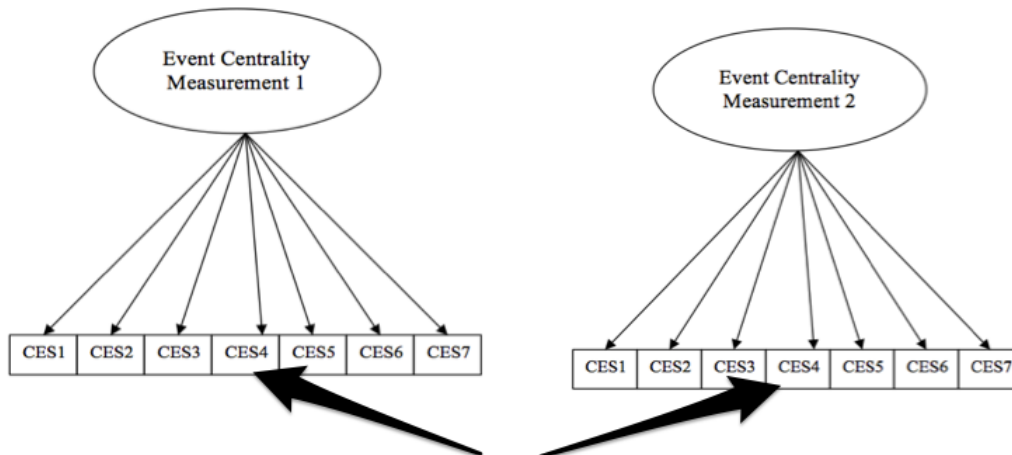 Event Centrality
Measurement 1
Event Centrality
Measurement 2
CES1 CES2 CES3 CES4 CES5 CES6 CES7
CES1 CES2 CES3 CES4 CES5 CES6 CES7